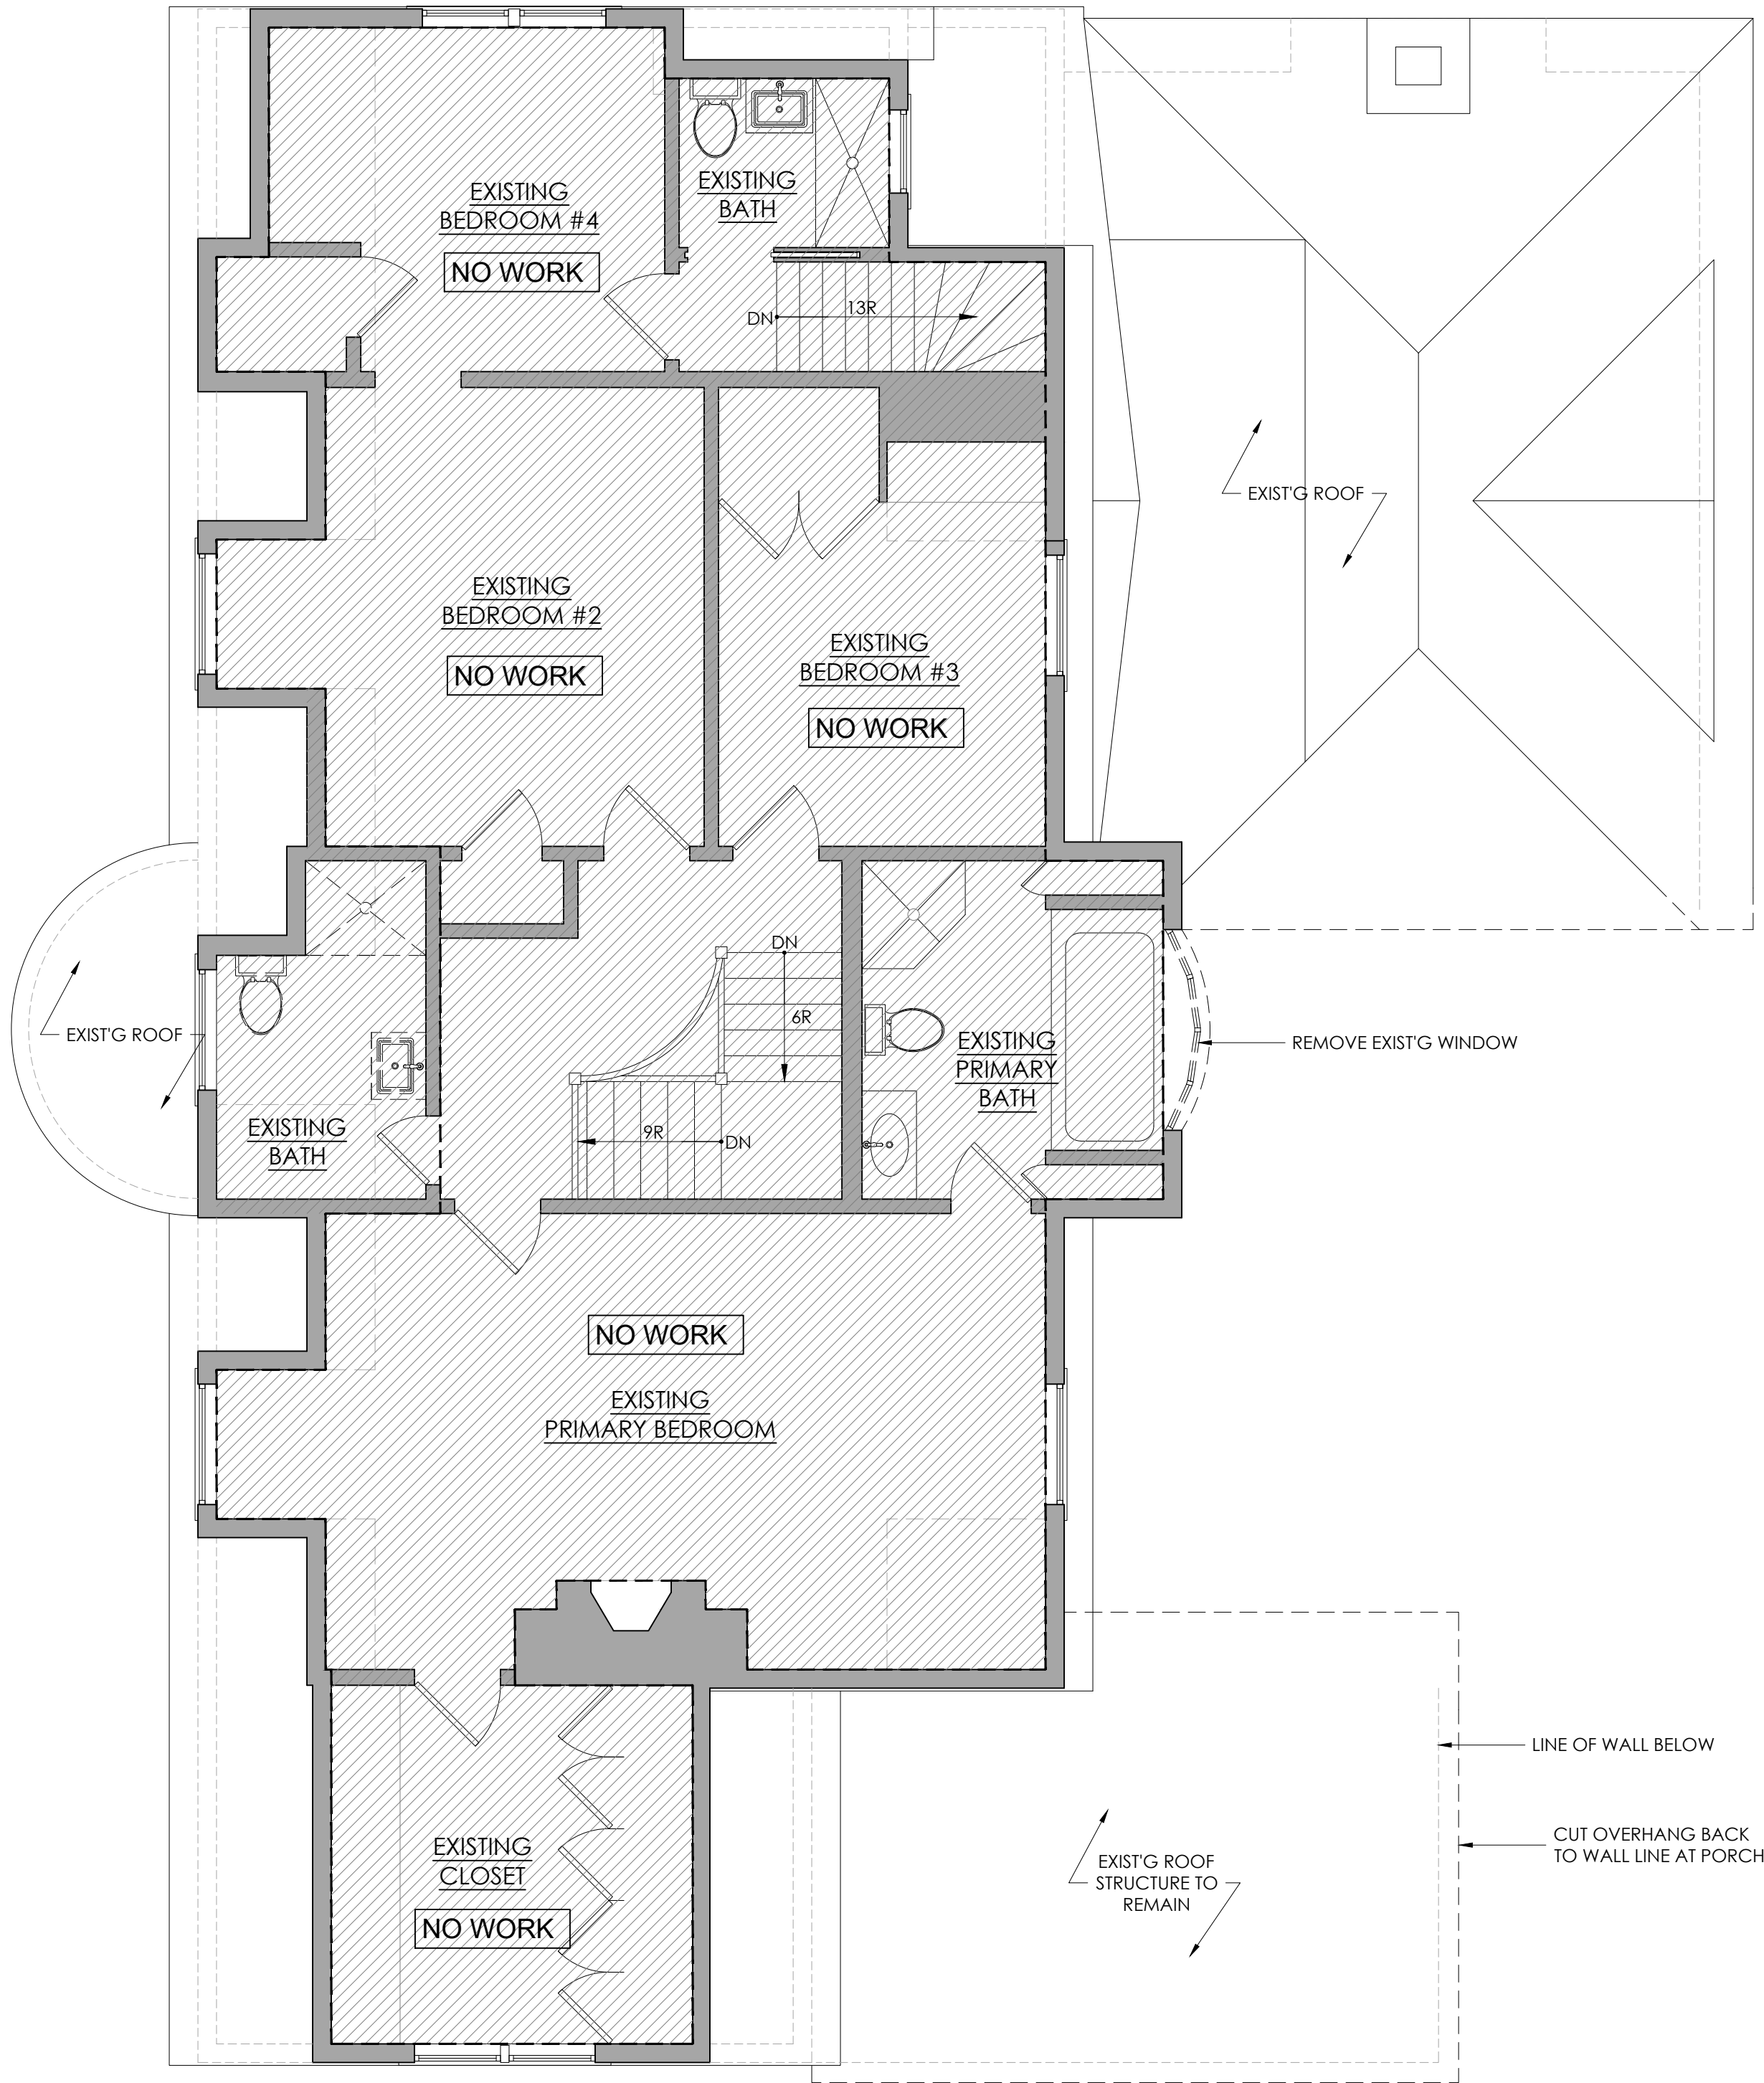 EXISTING
BEDROOM #4
NO WORK
EXISTING
BATH
DN
13R
EXIST'G ROOF
EXISTING
BEDROOM #2
NO WORK
EXISTING
BEDROOM #3
NO WORK
DN
6R
EXIST'G ROOF
EXISTING
PRIMARY
BATH
REMOVE EXIST'G WINDOW
EXISTING
BATH
9R
DN
NO WORK
EXISTING
PRIMARY BEDROOM
LINE OF WALL BELOW
CUT OVERHANG BACK
TO WALL LINE AT PORCH
EXISTING
CLOSET
NO WORK
EXIST'G ROOF
STRUCTURE TO
REMAIN